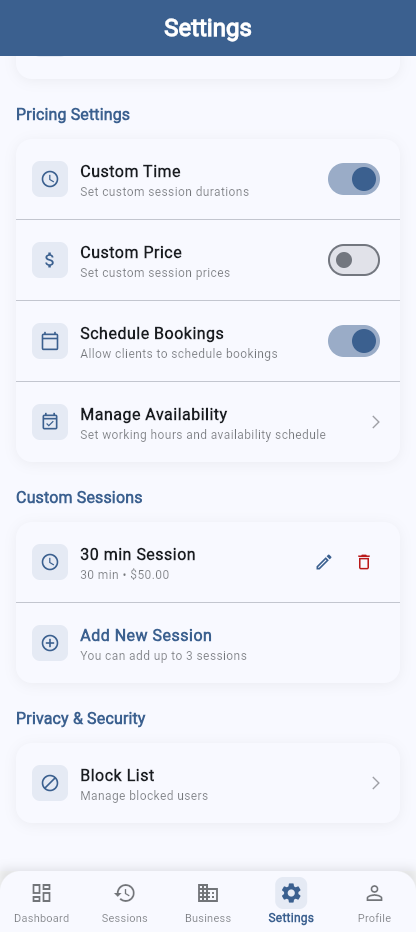 Settings
Pricing Settings
Custom Time
Set custom session durations
Custom Price
Set custom session prices
Schedule Bookings
Allow clients to schedule bookings
Manage Availability
Set working hours and availability schedule
Custom Sessions
30 min Session
30 min • $50.00
Add New Session
You can add up to 3 sessions
Privacy & Security
Block List
Manage blocked users
Dashboard
Sessions
Business
Settings
Profile